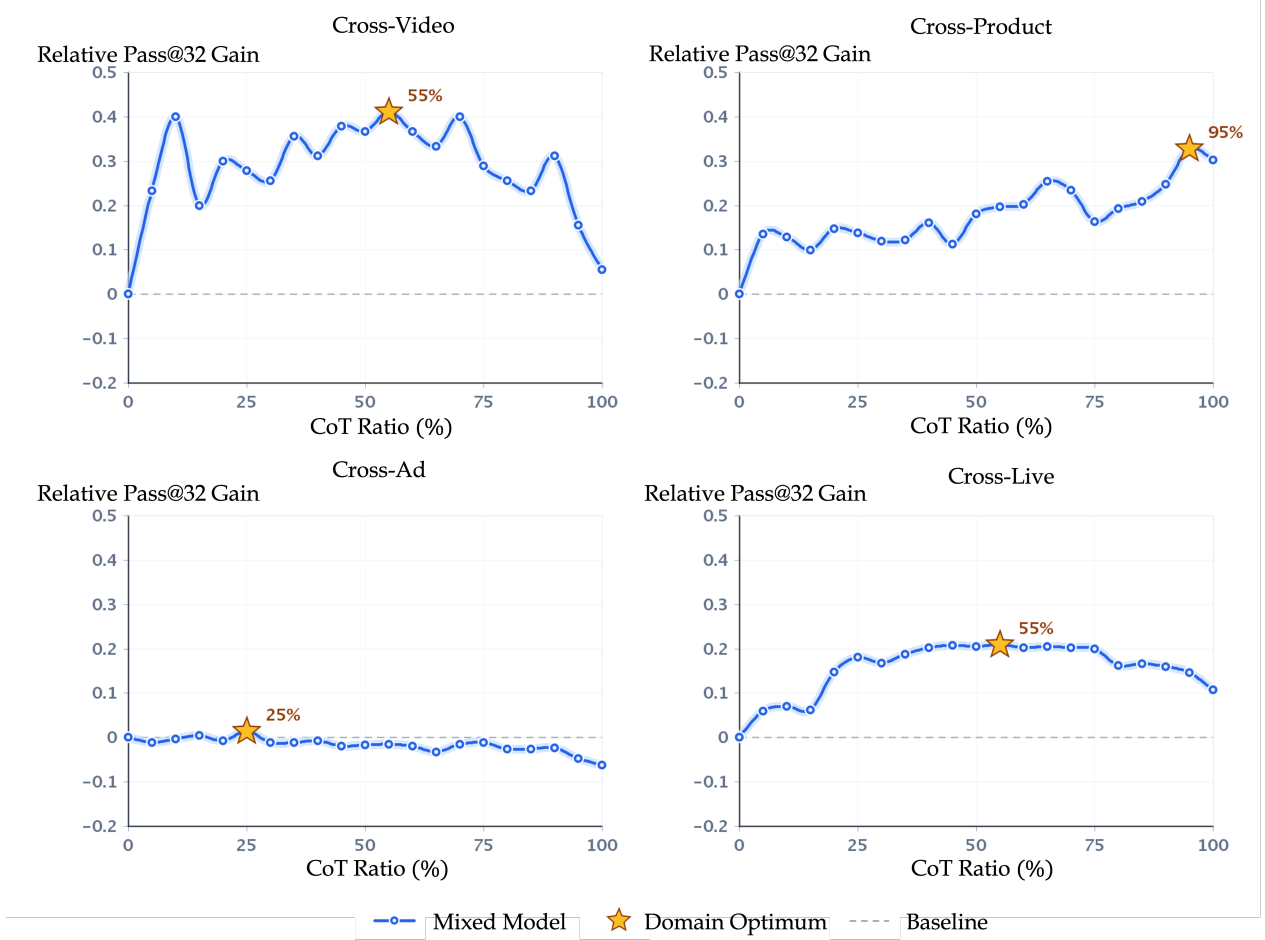 Cross-Video
Relative Pass@32 Gain
0.5
0.4
0.3
0.2
0.1
0
−0.1
−0.2
55%
0 25 50 75 100
CoT Ratio (%)
Cross-Product
Relative Pass@32 Gain
0.5
0.4
0.3
0.2
0.1
0
−0.1
−0.2
95%
0 25 50 75 100
CoT Ratio (%)
Cross-Ad
Relative Pass@32 Gain
0.5
0.4
0.3
0.2
0.1
0
−0.1
−0.2
25%
0 25 50 75 100
CoT Ratio (%)
Cross-Live
Relative Pass@32 Gain
0.5
0.4
0.3
0.2
0.1
0
−0.1
−0.2
55%
0 25 50 75 100
CoT Ratio (%)
Mixed Model Domain Optimum Baseline